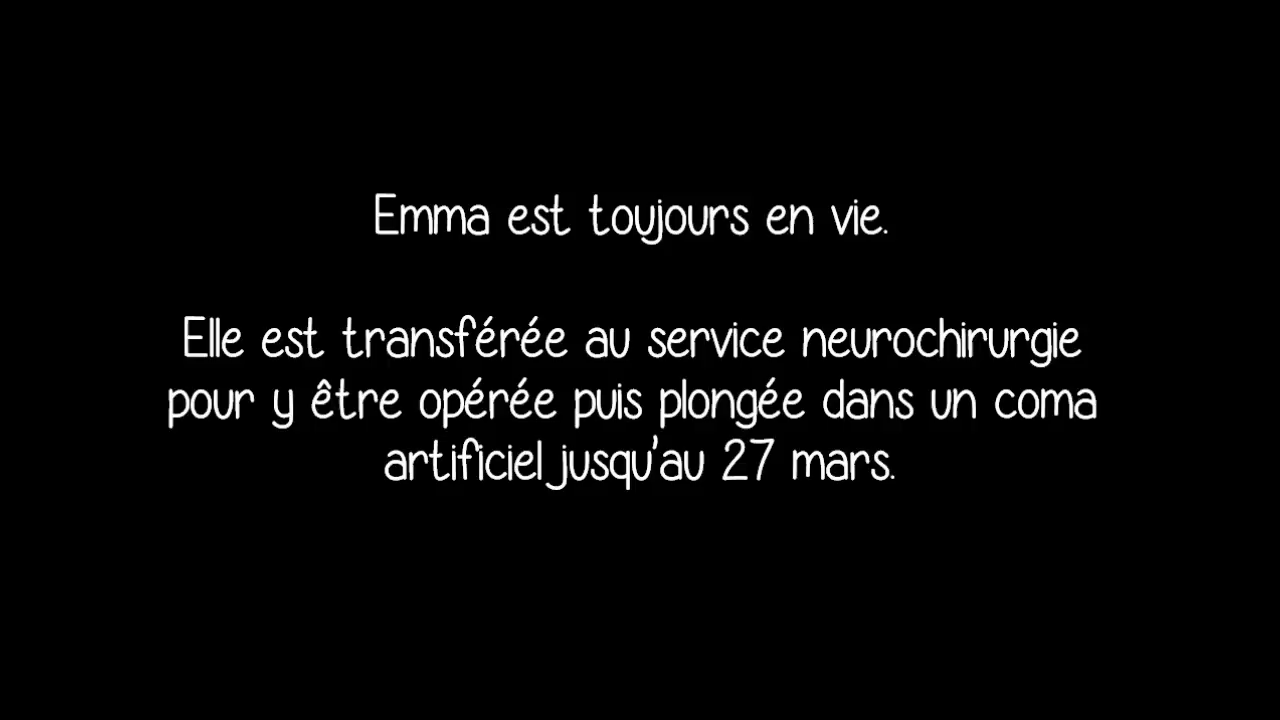 Emma est toujours en vie.
Elle est transférée au service neurochirurgie
pour y être opérée puis plongée dans un coma
artificiel jusqu'au 27 mars.